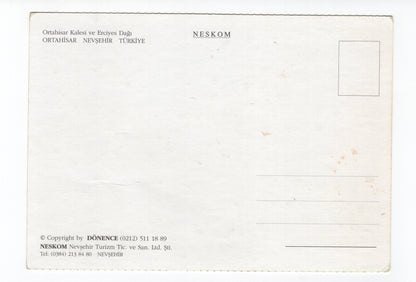 Ortahisar Kalesi ve Erciyes Dağı
ORTAHİSAR NEVŞEHİR TÜRKİYE
NESKOM
© Copyright by DÖNENCE (0212) 511 18 89
NESKOM Nevşehir Turizm Tic. ve San. Ltd. Şti.
Tel: (0384) 213 84 80 NEVŞEHİR